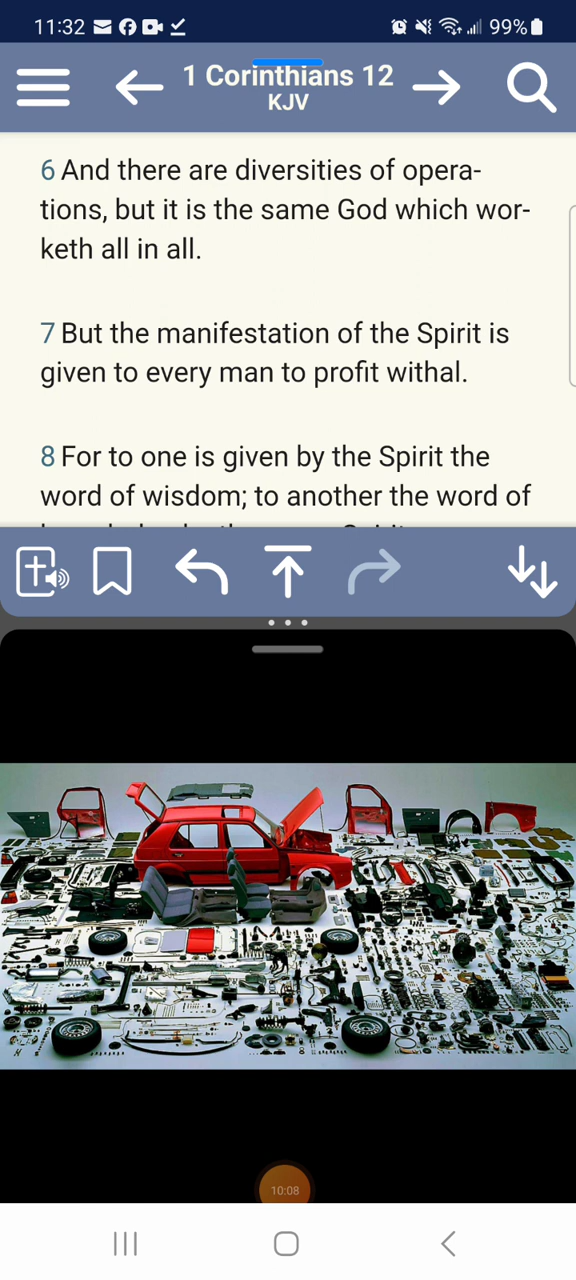 11:32
99%
1 Corinthians 12
KJV
6 And there are diversities of opera-
tions, but it is the same God which wor-
keth all in all.
7 But the manifestation of the Spirit is
given to every man to profit withal.
8 For to one is given by the Spirit the
word of wisdom; to another the word of
10:08